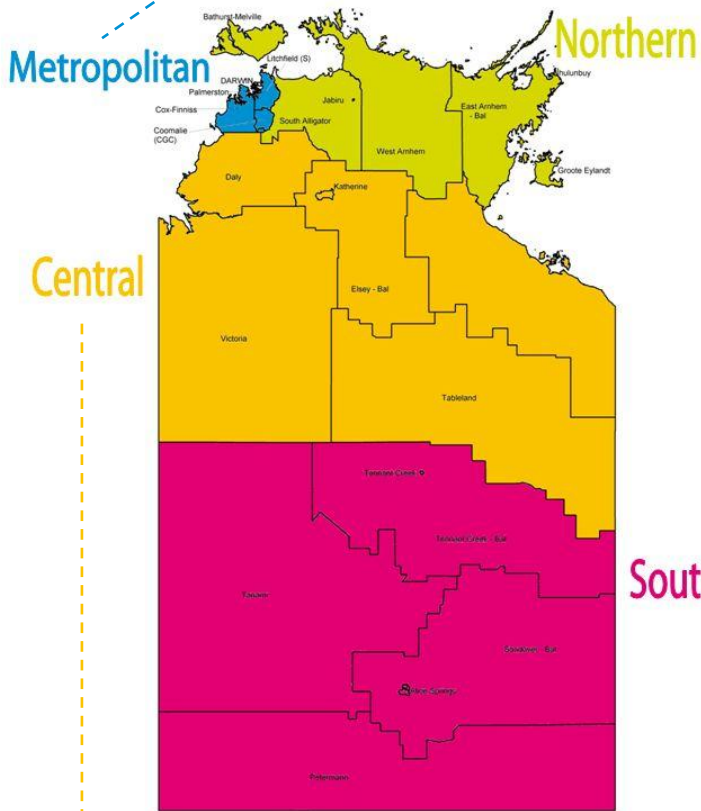 Bathurst-Melville
Northern
Metropolitan
Litchfield (S)
DARWIN
Palmerston
Nhulunbuy
Jabiru
East Arnhem
- Bal
Cox-Finniss
South Alligator
Coomalie
(CGC)
West Arnhem
Groote Eylandt
Daly
Katherine
Central
Elsey - Bal
Victoria
Tableland
Tennant Creek
Tennant Creek - Bal
Sout
Tanami
Sandover - Bal
Alice Springs
Petermann